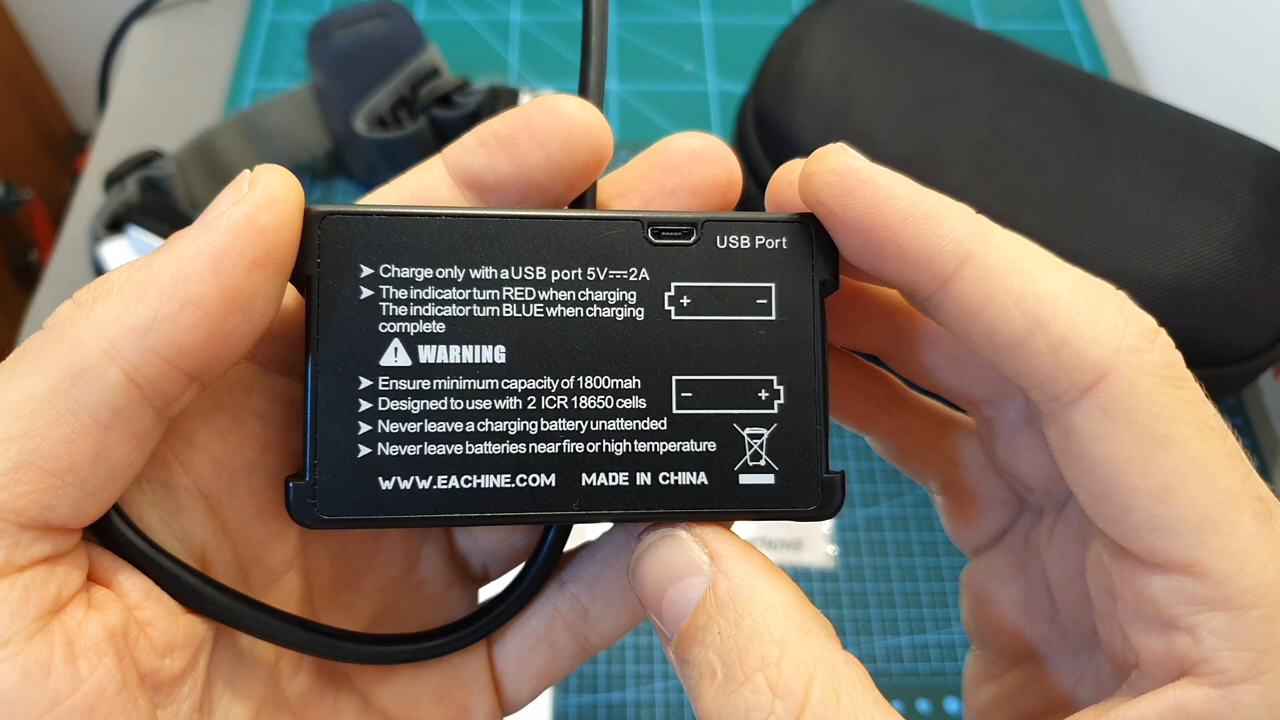 USB Port
➤ Charge only with a USB port 5V⎓2A
➤ The indicator turn RED when charging
The indicator turn BLUE when charging
complete
+ −
⚠ WARNING
➤ Ensure minimum capacity of 1800mah
➤ Designed to use with 2 ICR 18650 cells
− +
➤ Never leave a charging battery unattended
➤ Never leave batteries near fire or high temperature
WWW.EACHINE.COM MADE IN CHINA